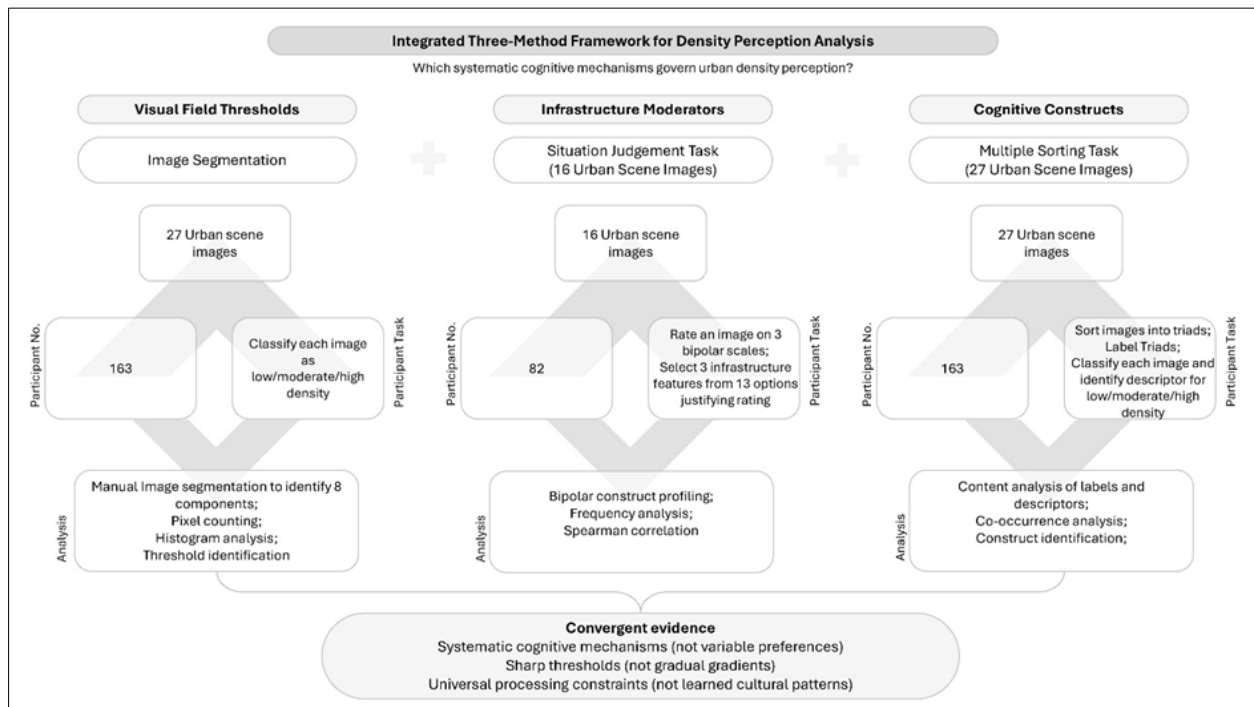 Integrated Three-Method Framework for Density Perception Analysis
Which systematic cognitive mechanisms govern urban density perception?
Visual Field Thresholds
Infrastructure Moderators
Cognitive Constructs
Image Segmentation
Situation Judgement Task
(16 Urban Scene Images)
Multiple Sorting Task
(27 Urban Scene Images)
27 Urban scene
images
16 Urban scene
images
27 Urban scene
images
Participant No.
163
Classify each image
as
low/moderate/high
density
Participant Task
Participant No.
82
Rate an image on 3
bipolar scales;
Select 3 infrastructure
features from 13 options
justifying rating
Participant Task
Participant No.
163
Sort images into triads;
Label Triads;
Classify each image and
identify descriptor for
low/moderate/high
density
Participant Task
Analysis
Manual Image segmentation to identify 8
components;
Pixel counting;
Histogram analysis;
Threshold identification
Analysis
Bipolar construct profiling;
Frequency analysis;
Spearman correlation
Analysis
Content analysis of labels and
descriptors;
Co-occurrence analysis;
Construct identification;
Convergent evidence
Systematic cognitive mechanisms (not variable preferences)
Sharp thresholds (not gradual gradients)
Universal processing constraints (not learned cultural patterns)